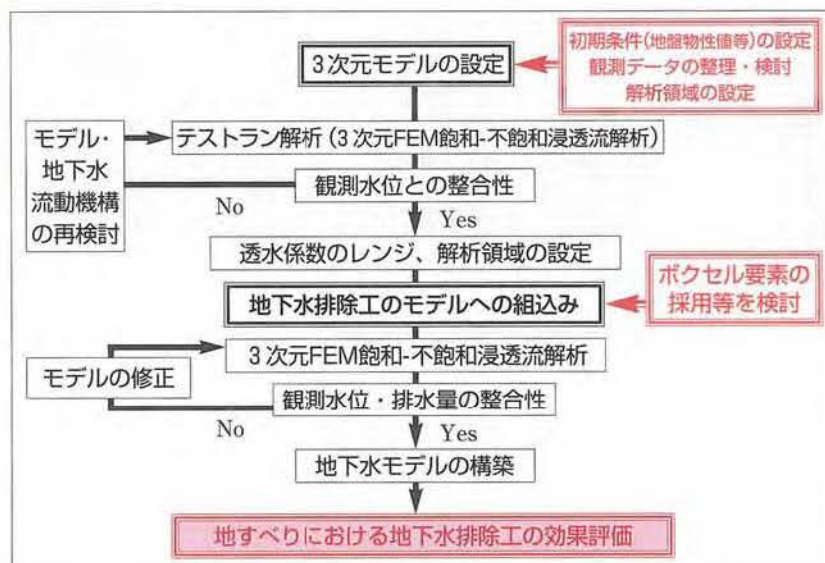 3次元モデルの設定
初期条件(地盤物性値等)の設定
観測データの整理・検討
解析領域の設定
モデル・
地下水
流動機構
の再検討
テストラン解析(3次元FEM飽和-不飽和浸透流解析)
観測水位との整合性
No
Yes
透水係数のレンジ、解析領域の設定
地下水排除工のモデルへの組込み
ボクセル要素の
採用等を検討
3次元FEM飽和-不飽和浸透流解析
モデルの修正
観測水位・排水量の整合性
No
Yes
地下水モデルの構築
地すべりにおける地下水排除工の効果評価